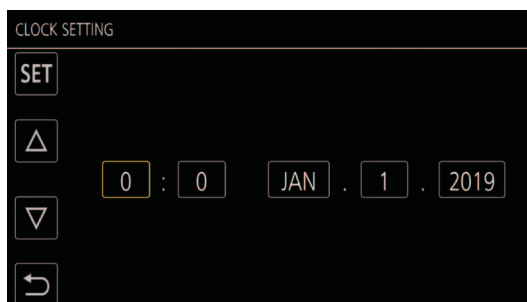 CLOCK SETTING
SET
0 : 0 JAN . 1 . 2019